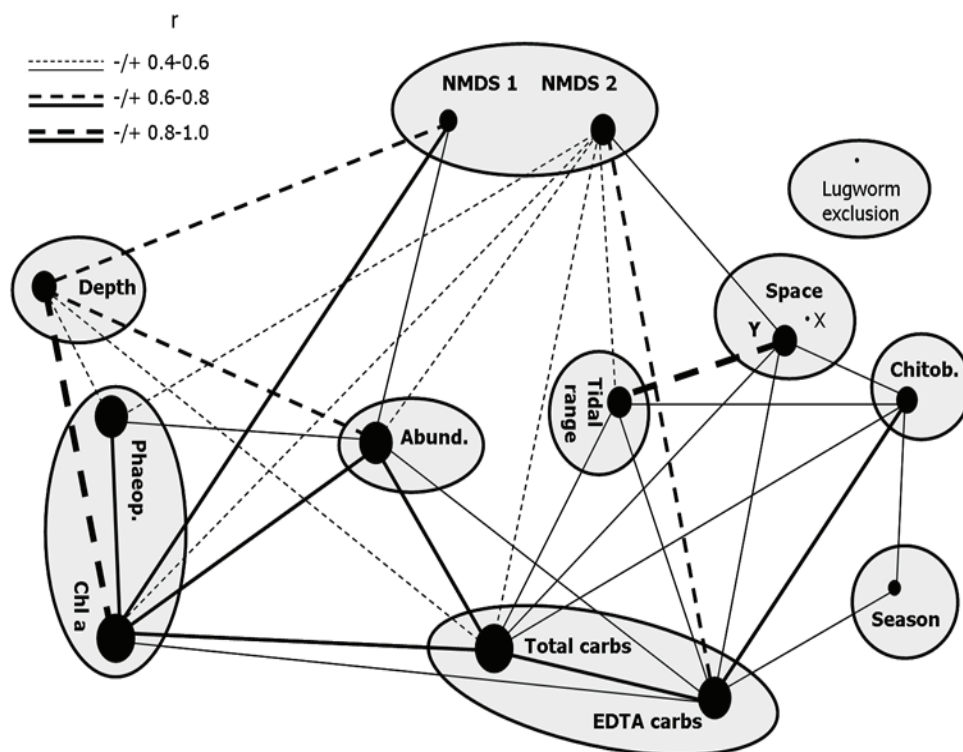 r
-/+ 0.4-0.6
-/+ 0.6-0.8
-/+ 0.8-1.0
NMDS 1 NMDS 2
Lugworm
exclusion
Depth
Space
X
Y
Chitob.
Tidal
range
Abund.
Phaeop.
Chl a
Total carbs
EDTA carbs
Season